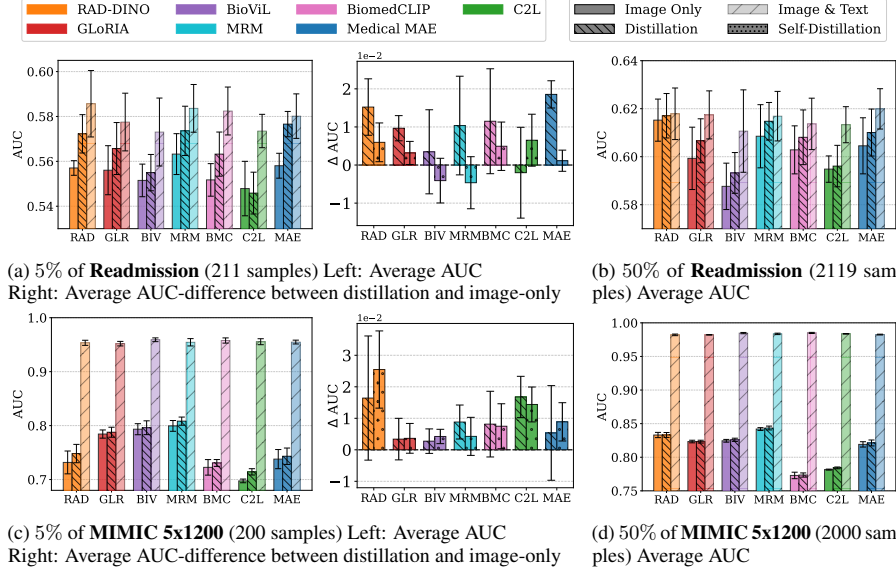 RAD-DINO
BioViL
BiomedCLIP
C2L
GLoRIA
MRM
Medical MAE
Image Only
Image & Text
Distillation
Self-Distillation
AUC
0.60
0.58
0.56
0.54
RAD GLR BIV MRM BMC C2L MAE
1e−2
Δ AUC
2
1
0
−1
RAD GLR BIV MRM BMC C2L MAE
AUC
0.62
0.60
0.58
RAD GLR BIV MRM BMC C2L MAE
(a) 5% of Readmission (211 samples) Left: Average AUC
Right: Average AUC-difference between distillation and image-only
(b) 50% of Readmission (2119 sam
ples) Average AUC
AUC
1.0
0.9
0.8
0.7
RAD GLR BIV MRM BMC C2L MAE
1e−2
Δ AUC
3
2
1
0
−1
RAD GLR BIV MRM BMC C2L MAE
AUC
1.00
0.95
0.90
0.85
0.80
0.75
RAD GLR BIV MRM BMC C2L MAE
(c) 5% of MIMIC 5x1200 (200 samples) Left: Average AUC
Right: Average AUC-difference between distillation and image-only
(d) 50% of MIMIC 5x1200 (2000 sam
ples) Average AUC